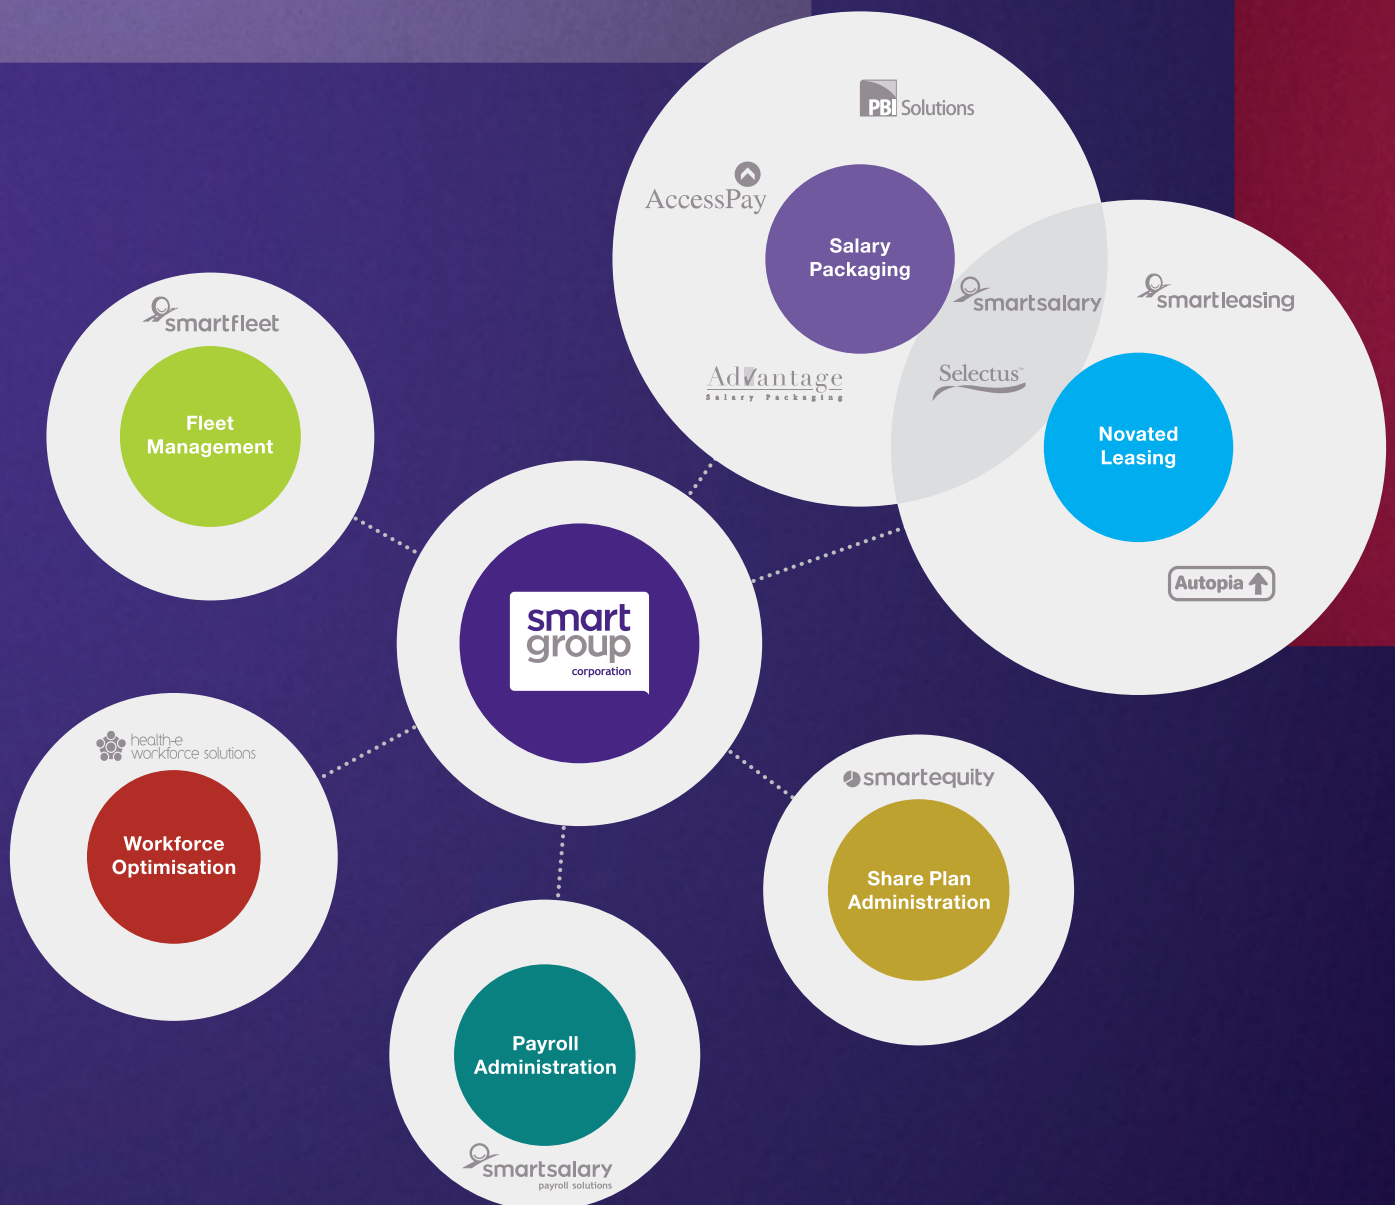 PBI Solutions
AccessPay
Salary
Packaging
smartsalary
smartleasing
Advantage
Salary Packaging
Selectus™
Novated
Leasing
Autopia
smartfleet
Fleet
Management
smart
group
corporation
health-e
workforce solutions
Workforce
Optimisation
smartequity
Share Plan
Administration
Payroll
Administration
smartsalary
payroll solutions